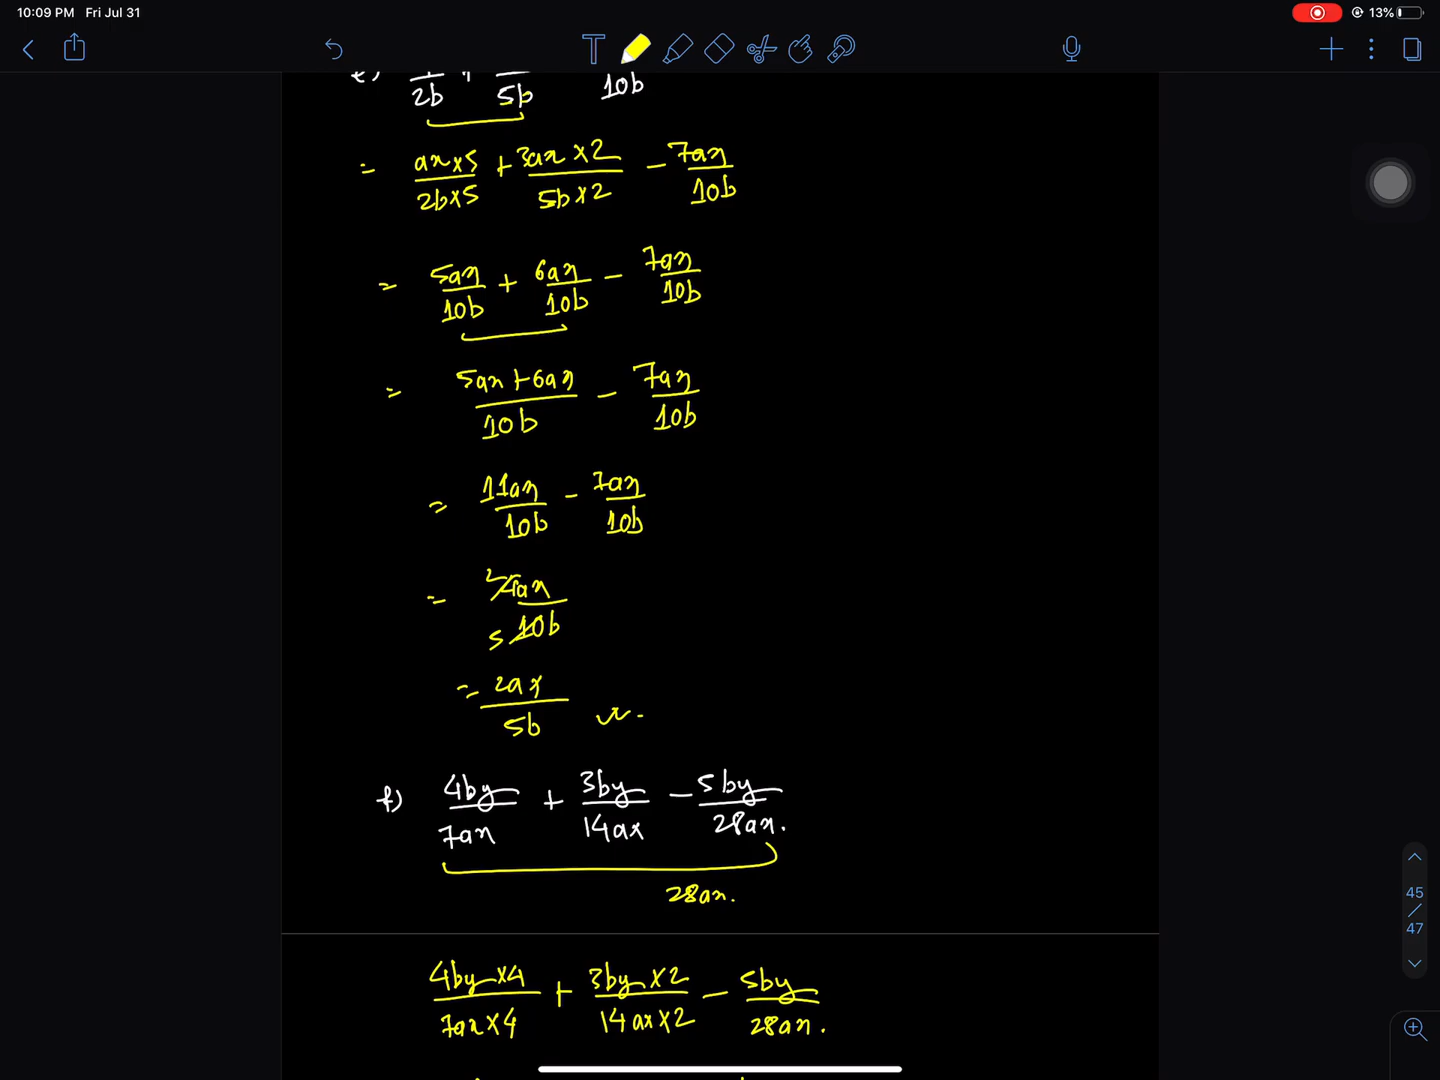 10:09 PM Fri Jul 31
13%
2b 5b 10b
= ax×5/2b×5 + 3ax×2/5b×2 - 7ax/10b
= 5ax/10b + 6ax/10b - 7ax/10b
= 5ax+6ax/10b - 7ax/10b
= 11ax/10b - 7ax/10b
= 2 4ax/5 10b
= 2ax/5b
f) 4by/7ax + 3by/14ax - 5by/28ax.
28ax.
4by×4/7ax×4 + 3by×2/14ax×2 - 5by/28ax.
45
/
47